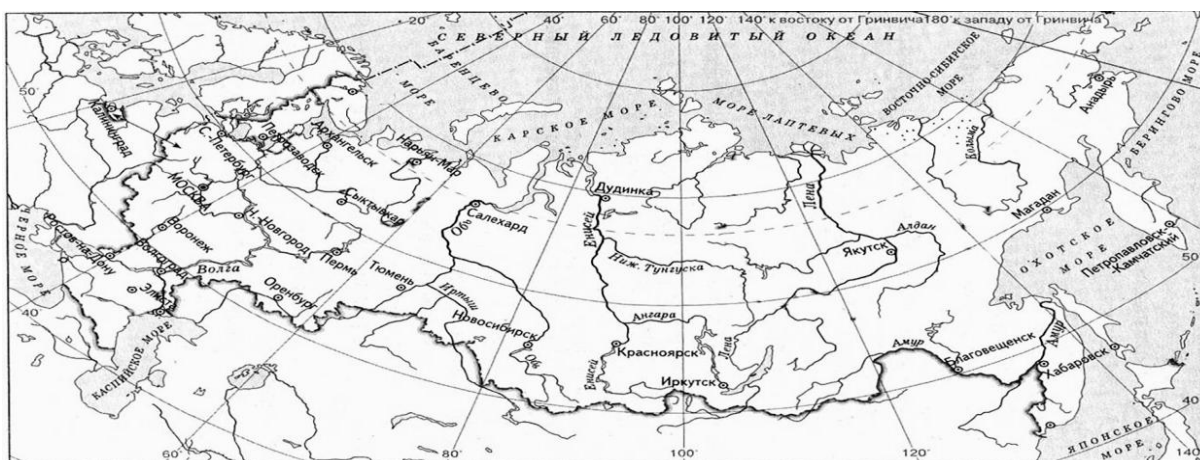 20° 40° 60° 80° 100° 120° 140° к востоку от Гринвича 180° к западу от Гринвича
СЕВЕРНЫЙ ЛЕДОВИТЫЙ ОКЕАН
БАРЕНЦЕВО МОРЕ
КАРСКОЕ МОРЕ
МОРЕ ЛАПТЕВЫХ
ВОСТОЧНО-СИБИРСКОЕ МОРЕ
БЕРИНГОВО МОРЕ
Анадырь
50°
Калининград
С. Петербург
Петрозаводск
Архангельск
Нарьян-Мар
Дудинка
Лена
Колыма
МОСКВА
Сыктывкар
Салехард
Обь
Енисей
Магадан
Алдан
ЧЕРНОЕ МОРЕ
Ростов-на-Дону
Воронеж
Н. Новгород
Якутск
ОХОТСКОЕ МОРЕ
Петропавловск-Камчатский
Волгоград
Волга
Пермь
Тюмень
Ниж. Тунгуска
50
Элиста
Оренбург
Иртыш
40
Новосибирск
Ангара
Лена
Амур
Благовещенск
Амур
КАСПИЙСКОЕ МОРЕ
Обь
Енисей
Красноярск
Иркутск
Хабаровск
40
ЯПОНСКОЕ МОРЕ
60°
80°
100°
120°
140°